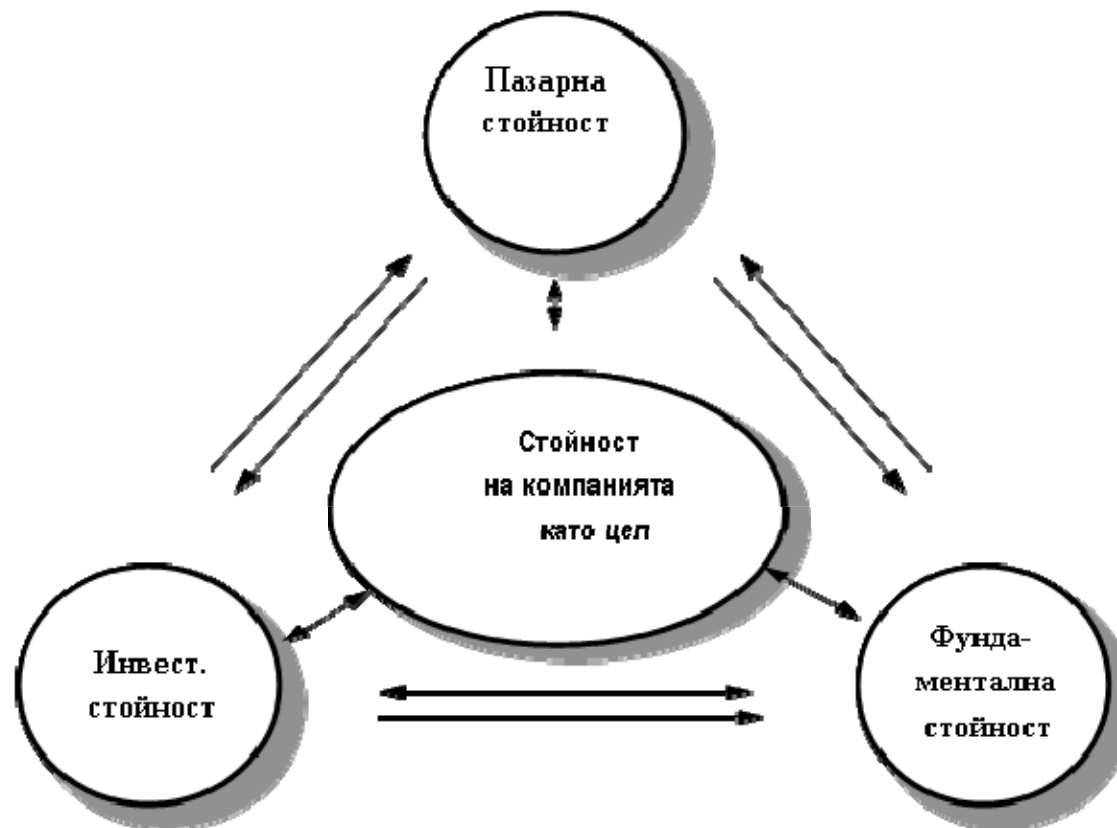 Пазарна
стойност
Стойност
на компанията
като цел
Инвест.
стойност
Фунда-
ментална
стойност